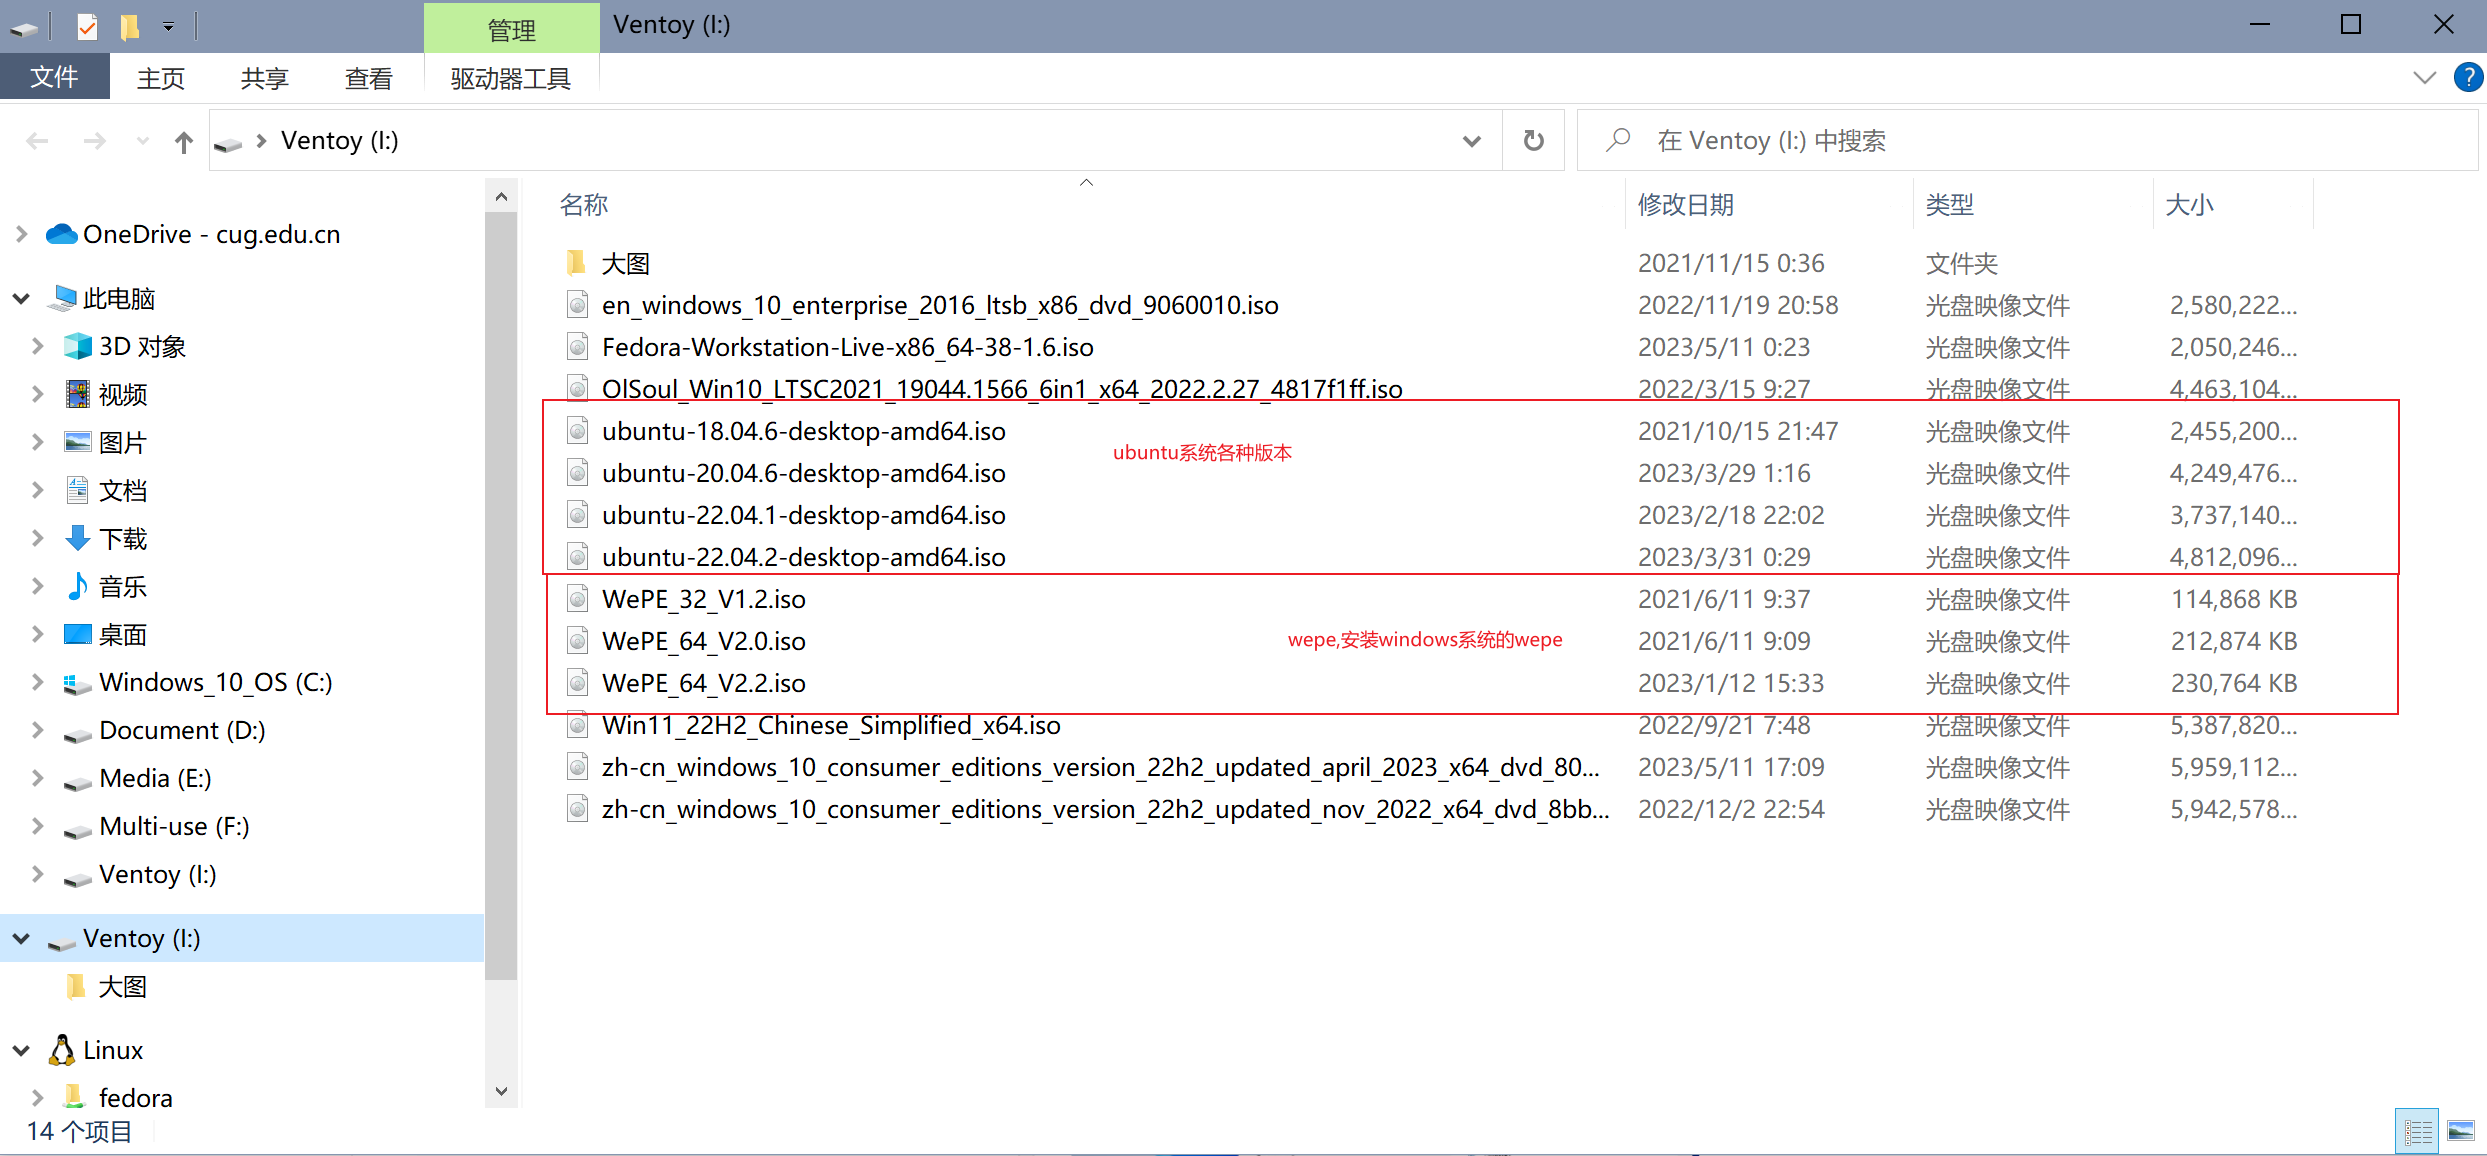 管理
Ventoy (I:)
文件
主页
共享
查看
驱动器工具
?
Ventoy (I:)
在 Ventoy (I:) 中搜索
OneDrive - cug.edu.cn
此电脑
3D 对象
视频
图片
文档
下载
音乐
桌面
Windows_10_OS (C:)
Document (D:)
Media (E:)
Multi-use (F:)
Ventoy (I:)
Ventoy (I:)
大图
Linux
fedora
名称 修改日期 类型 大小
大图 2021/11/15 0:36 文件夹
en_windows_10_enterprise_2016_ltsb_x86_dvd_9060010.iso 2022/11/19 20:58 光盘映像文件 2,580,222...
Fedora-Workstation-Live-x86_64-38-1.6.iso 2023/5/11 0:23 光盘映像文件 2,050,246...
OlSoul_Win10_LTSC2021_19044.1566_6in1_x64_2022.2.27_4817f1ff.iso 2022/3/15 9:27 光盘映像文件 4,463,104...
ubuntu-18.04.6-desktop-amd64.iso 2021/10/15 21:47 光盘映像文件 2,455,200...
ubuntu系统各种版本
ubuntu-20.04.6-desktop-amd64.iso 2023/3/29 1:16 光盘映像文件 4,249,476...
ubuntu-22.04.1-desktop-amd64.iso 2023/2/18 22:02 光盘映像文件 3,737,140...
ubuntu-22.04.2-desktop-amd64.iso 2023/3/31 0:29 光盘映像文件 4,812,096...
WePE_32_V1.2.iso 2021/6/11 9:37 光盘映像文件 114,868 KB
WePE_64_V2.0.iso 2021/6/11 9:09 光盘映像文件 212,874 KB
wepe,安装windows系统的wepe
WePE_64_V2.2.iso 2023/1/12 15:33 光盘映像文件 230,764 KB
Win11_22H2_Chinese_Simplified_x64.iso 2022/9/21 7:48 光盘映像文件 5,387,820...
zh-cn_windows_10_consumer_editions_version_22h2_updated_april_2023_x64_dvd_80... 2023/5/11 17:09 光盘映像文件 5,959,112...
zh-cn_windows_10_consumer_editions_version_22h2_updated_nov_2022_x64_dvd_8bb... 2022/12/2 22:54 光盘映像文件 5,942,578...
14 个项目